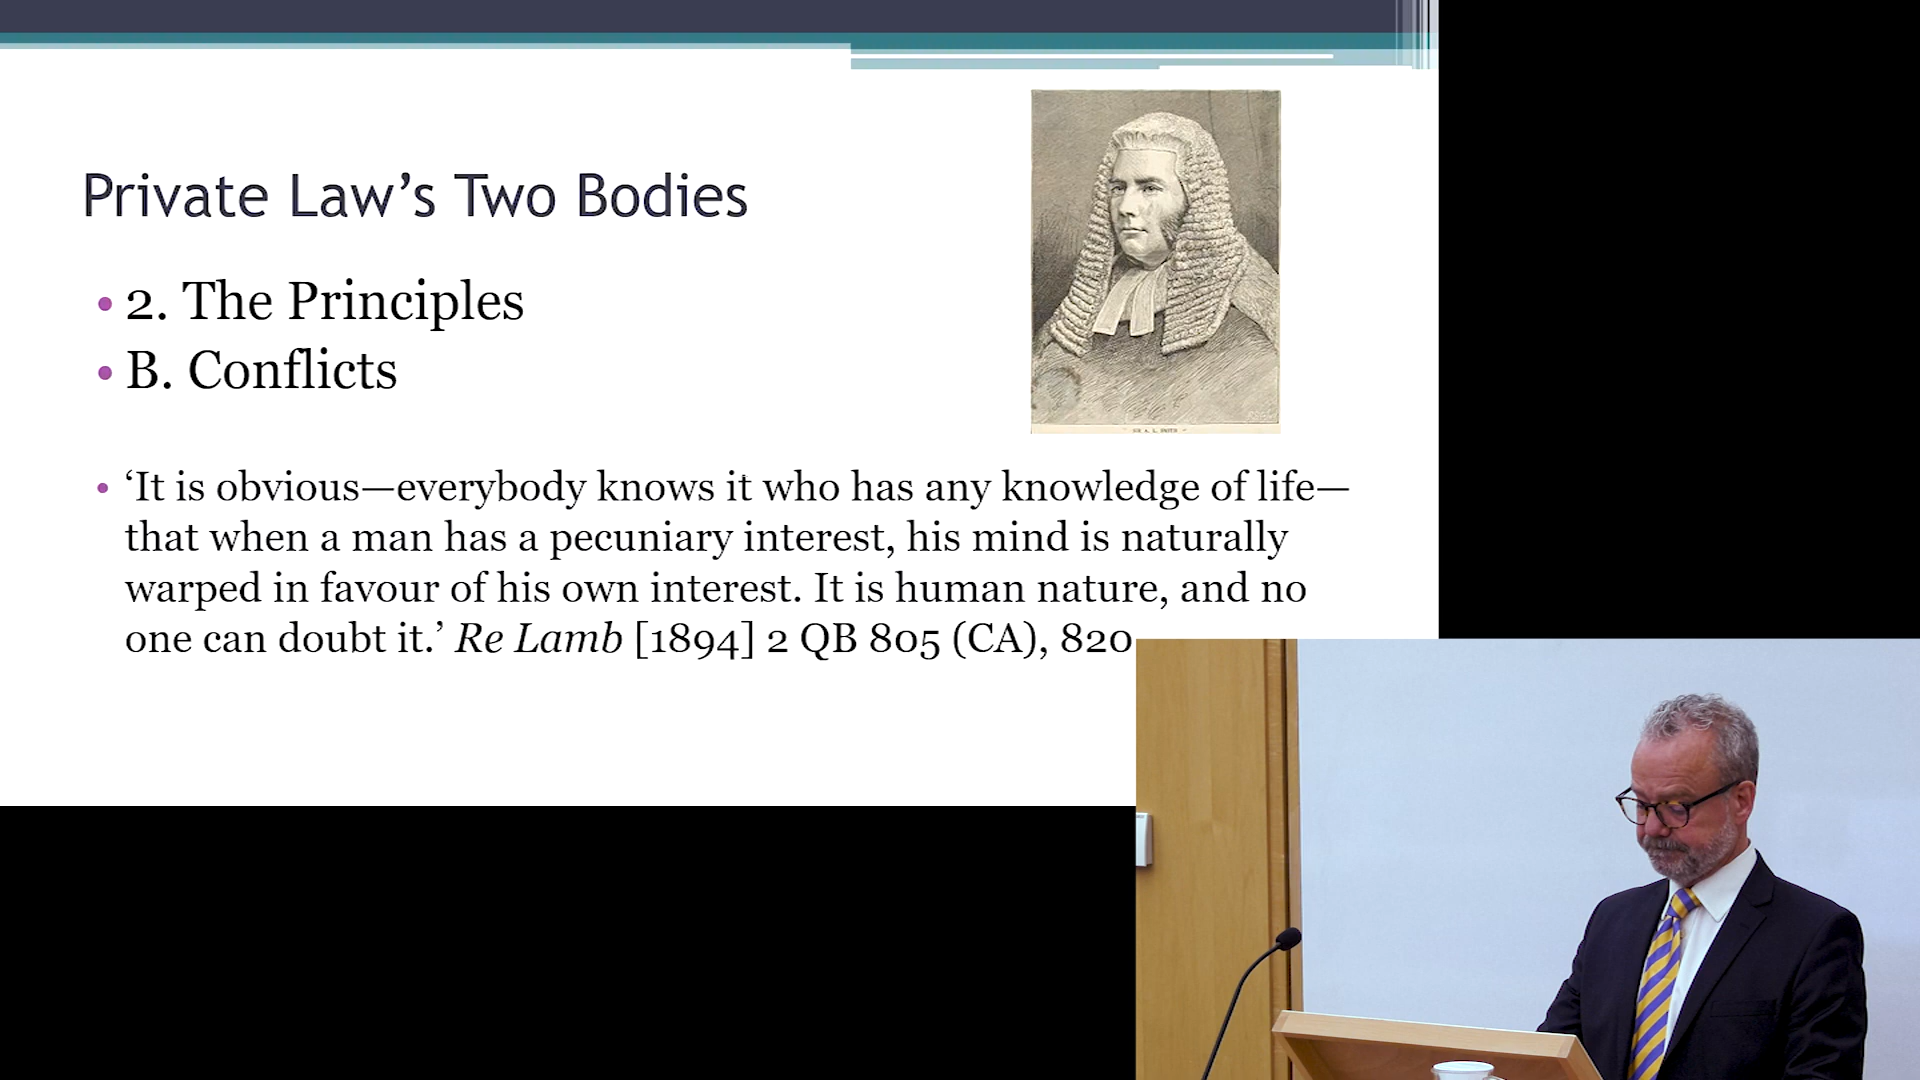 Private Law’s Two Bodies
• 2. The Principles
• B. Conflicts
• ‘It is obvious—everybody knows it who has any knowledge of life—
that when a man has a pecuniary interest, his mind is naturally
warped in favour of his own interest. It is human nature, and no
one can doubt it.’ Re Lamb [1894] 2 QB 805 (CA), 820
SIR A. L. SMITH